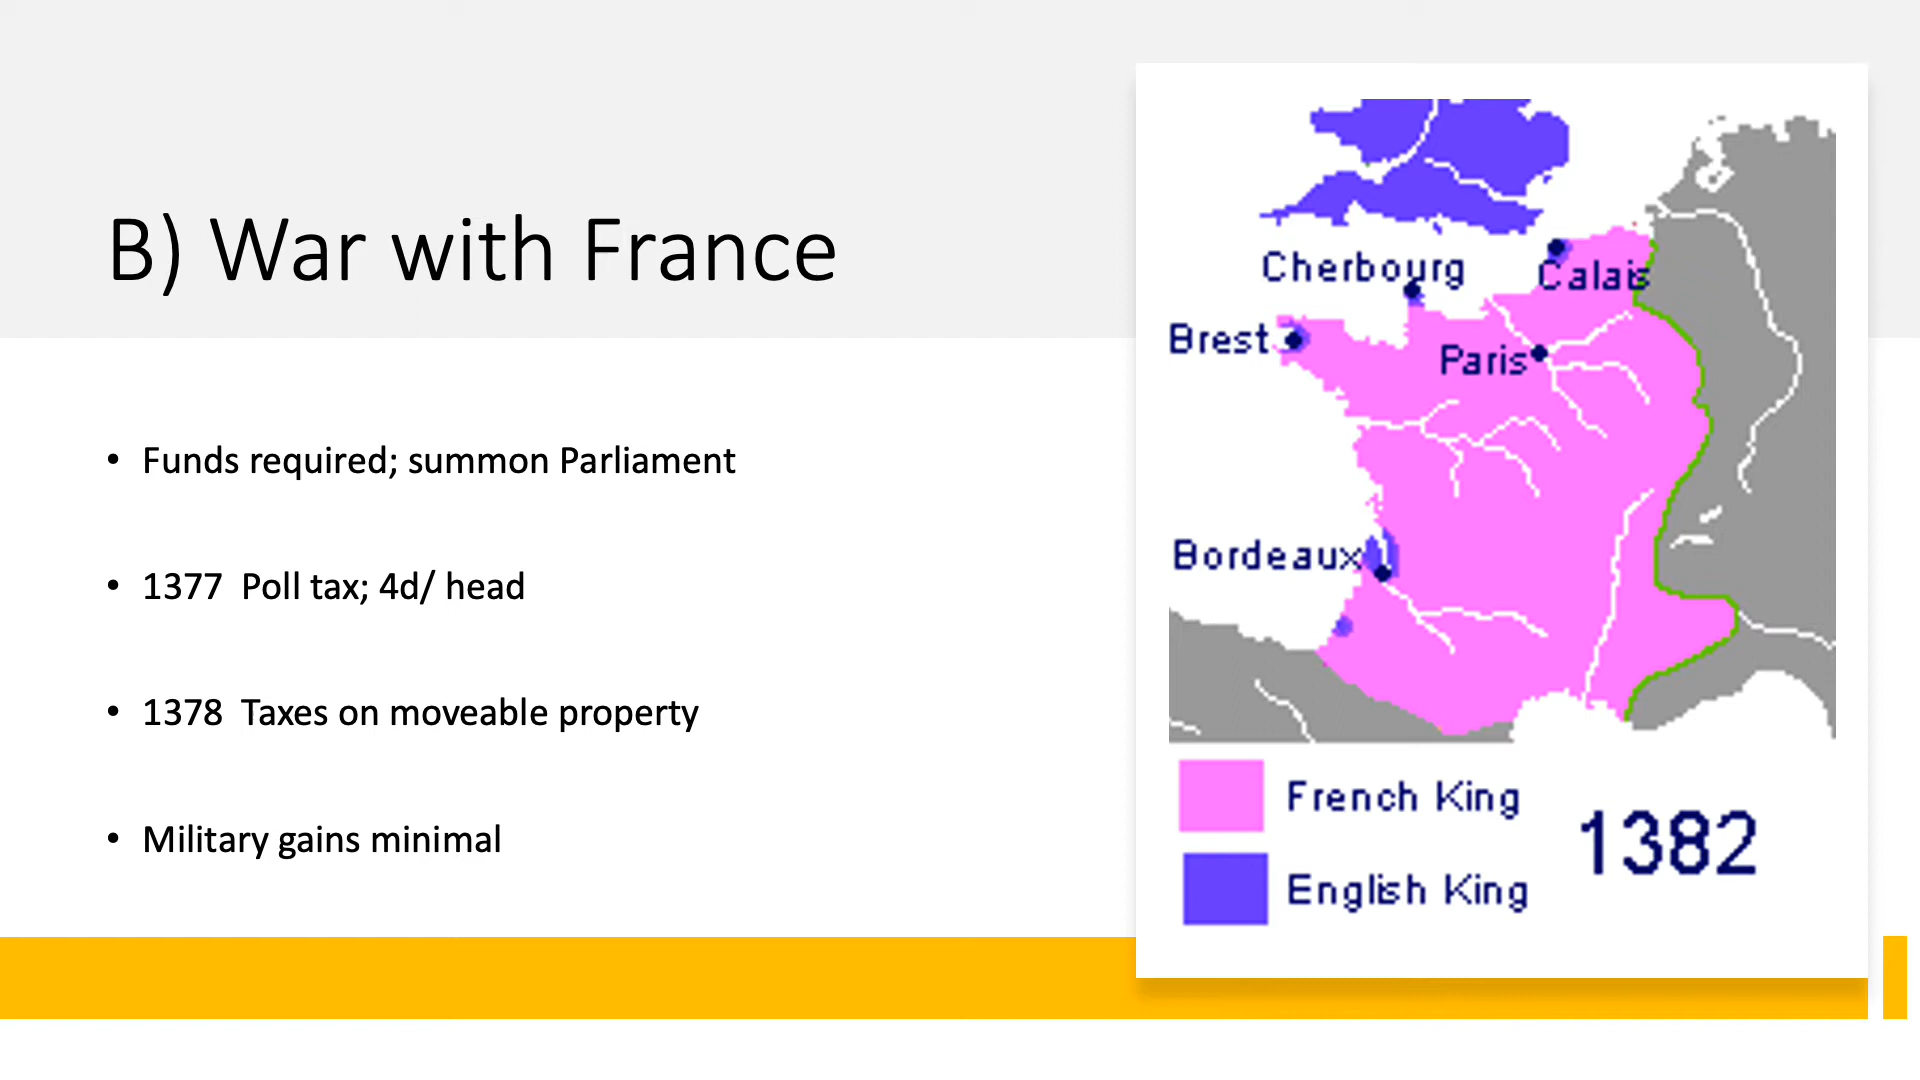 B) War with France
• Funds required; summon Parliament
• 1377 Poll tax; 4d/ head
• 1378 Taxes on moveable property
• Military gains minimal
Cherbourg
Calais
Brest
Paris
Bordeaux
French King
1382
English King